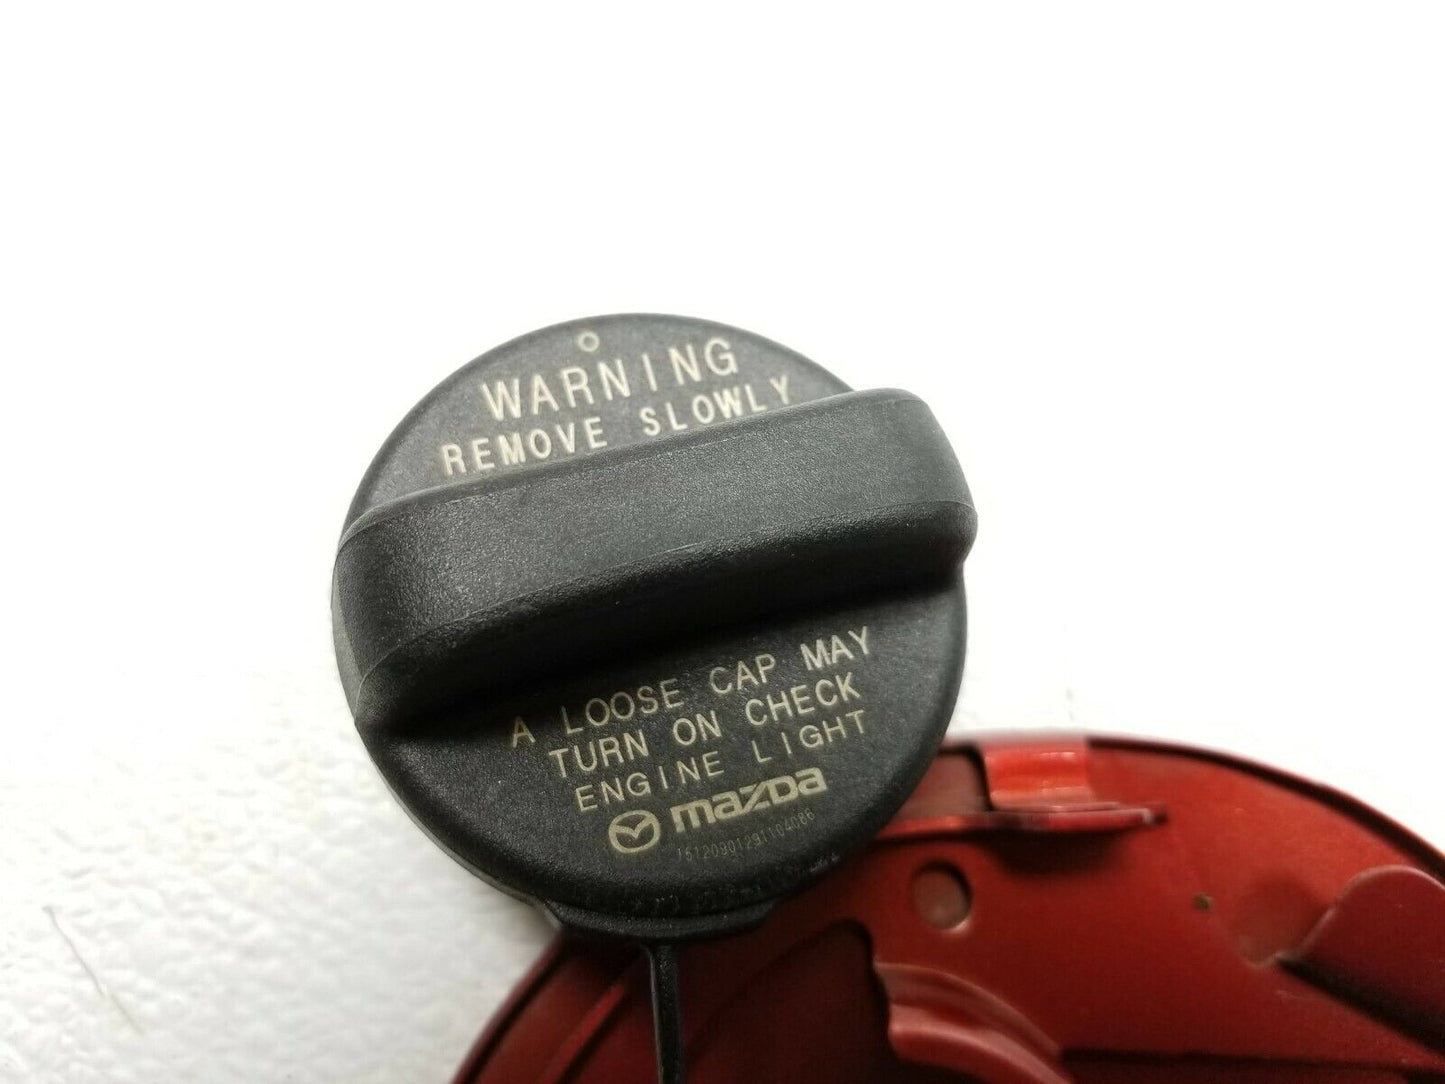 WARNING
REMOVE SLOWLY
A LOOSE CAP MAY
TURN ON CHECK
ENGINE LIGHT
mazda